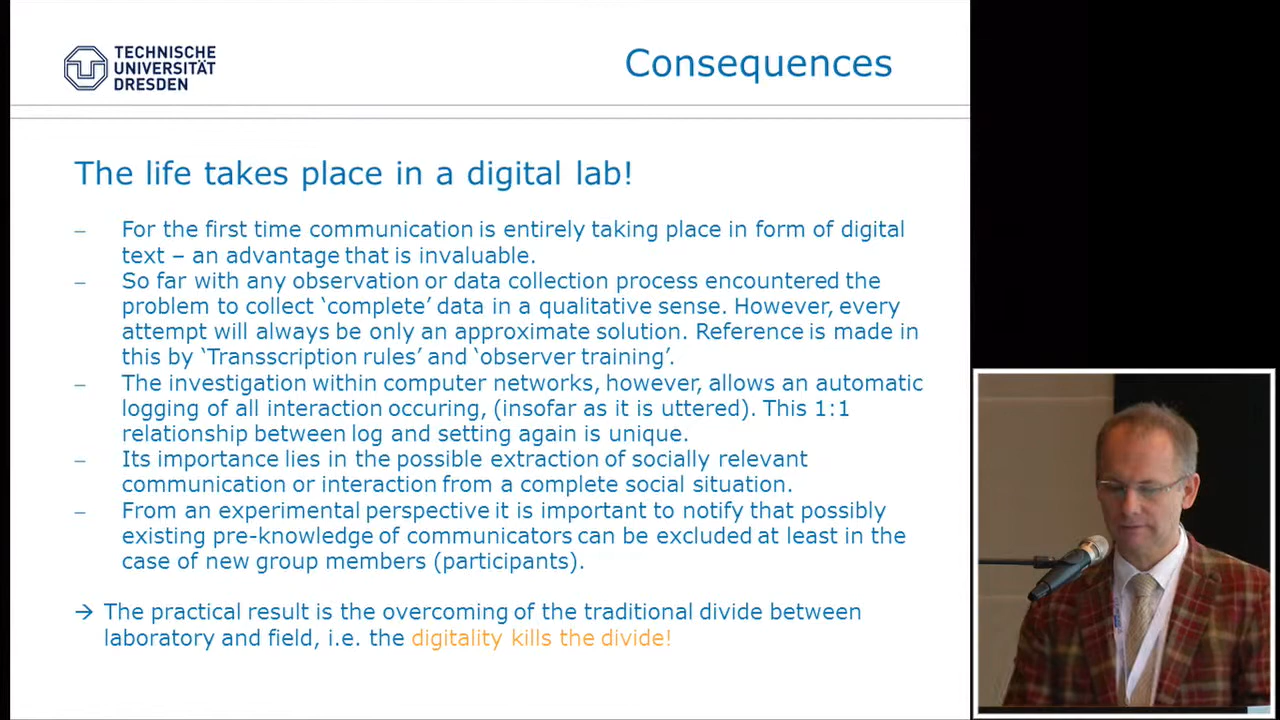 TECHNISCHE
UNIVERSITÄT
DRESDEN
Consequences
The life takes place in a digital lab!
– For the first time communication is entirely taking place in form of digital
text – an advantage that is invaluable.
– So far with any observation or data collection process encountered the
problem to collect ‘complete’ data in a qualitative sense. However, every
attempt will always be only an approximate solution. Reference is made in
this by ‘Transscription rules’ and ‘observer training’.
– The investigation within computer networks, however, allows an automatic
logging of all interaction occuring, (insofar as it is uttered). This 1:1
relationship between log and setting again is unique.
– Its importance lies in the possible extraction of socially relevant
communication or interaction from a complete social situation.
– From an experimental perspective it is important to notify that possibly
existing pre-knowledge of communicators can be excluded at least in the
case of new group members (participants).
→ The practical result is the overcoming of the traditional divide between
laboratory and field, i.e. the digitality kills the divide!